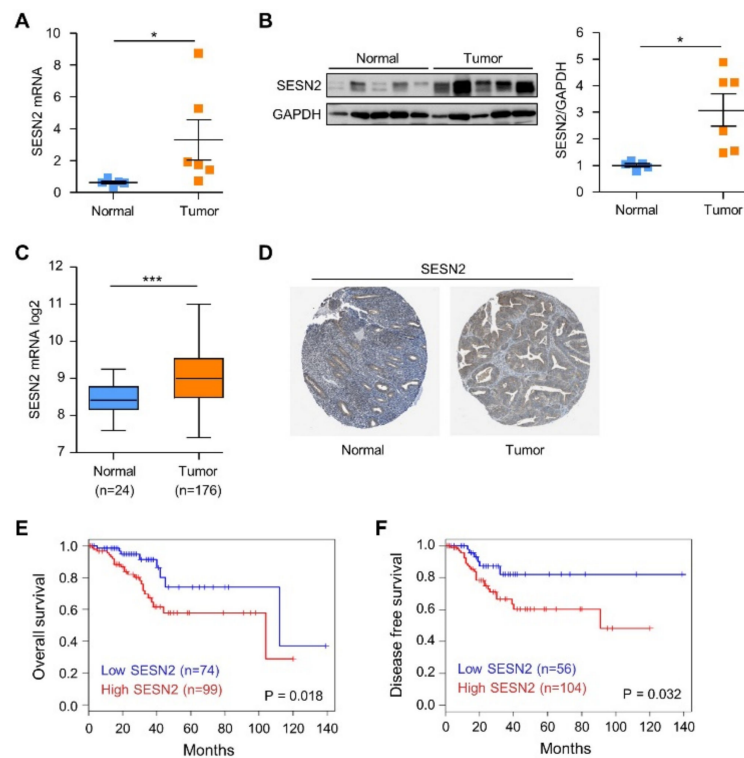 A
SESN2 mRNA
10
8
6
4
2
0
*
Normal
Tumor
B
Normal
Tumor
SESN2
GAPDH
SESN2/GAPDH
5
4
3
2
1
0
*
Normal
Tumor
C
SESN2 mRNA log2
12
11
10
9
8
7
***
Normal
(n=24)
Tumor
(n=176)
D
SESN2
Normal
Tumor
E
Overall survival
1.0
0.8
0.6
0.4
0.2
0.0
Low SESN2 (n=74)
High SESN2 (n=99)
P = 0.018
0 20 40 60 80 100 120 140
Months
F
Disease free survival
1.0
0.8
0.6
0.4
0.2
0.0
Low SESN2 (n=56)
High SESN2 (n=104)
P = 0.032
0 20 40 60 80 100 120 140
Months